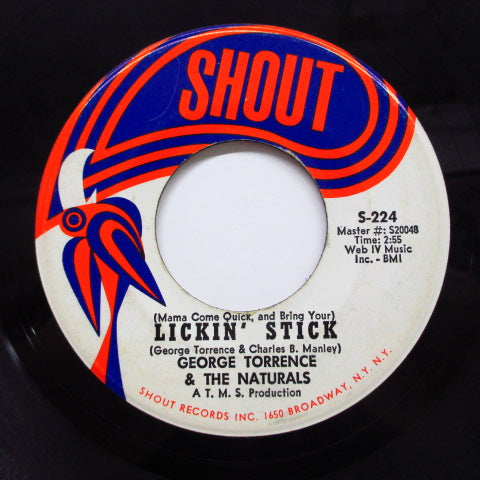 SHOUT
S-224
Master #: S20048
Time: 2:55
Web IV Music
Inc. - BMI
(Mama Come Quick, and Bring Your)
LICKIN' STICK
(George Torrence & Charles B. Manley)
GEORGE TORRENCE
& THE NATURALS
A T. M. S. Production
SHOUT RECORDS INC. 1650 BROADWAY, N.Y. N.Y.